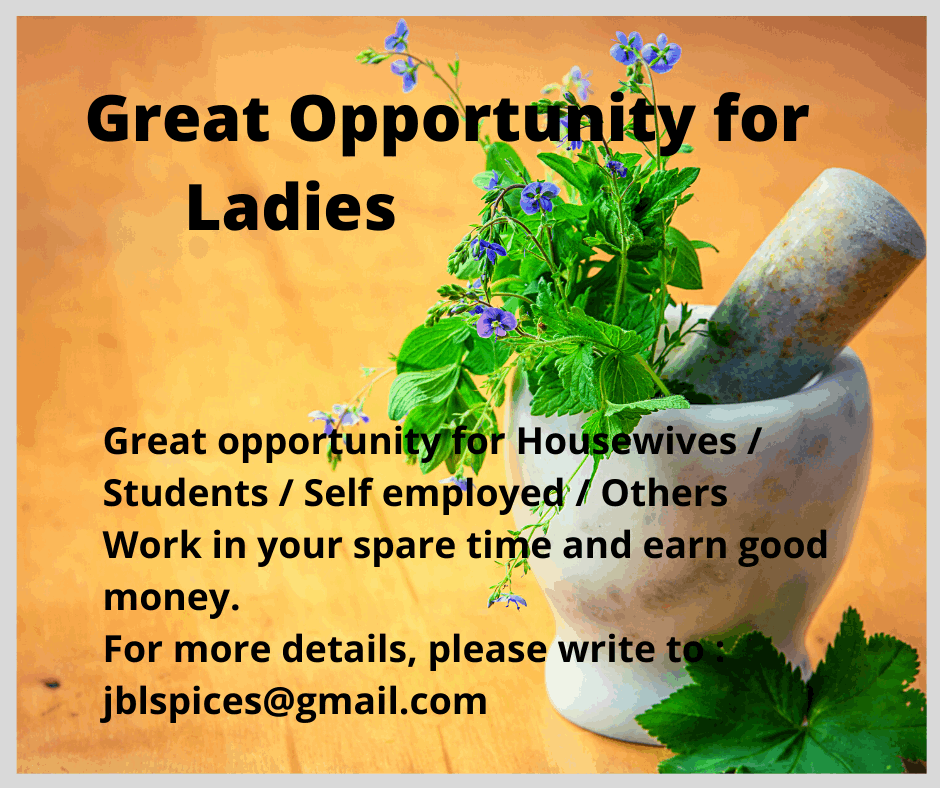 Great Opportunity for
Ladies
Great opportunity for Housewives /
Students / Self employed / Others
Work in your spare time and earn good
money.
For more details, please write to :
jblspices@gmail.com